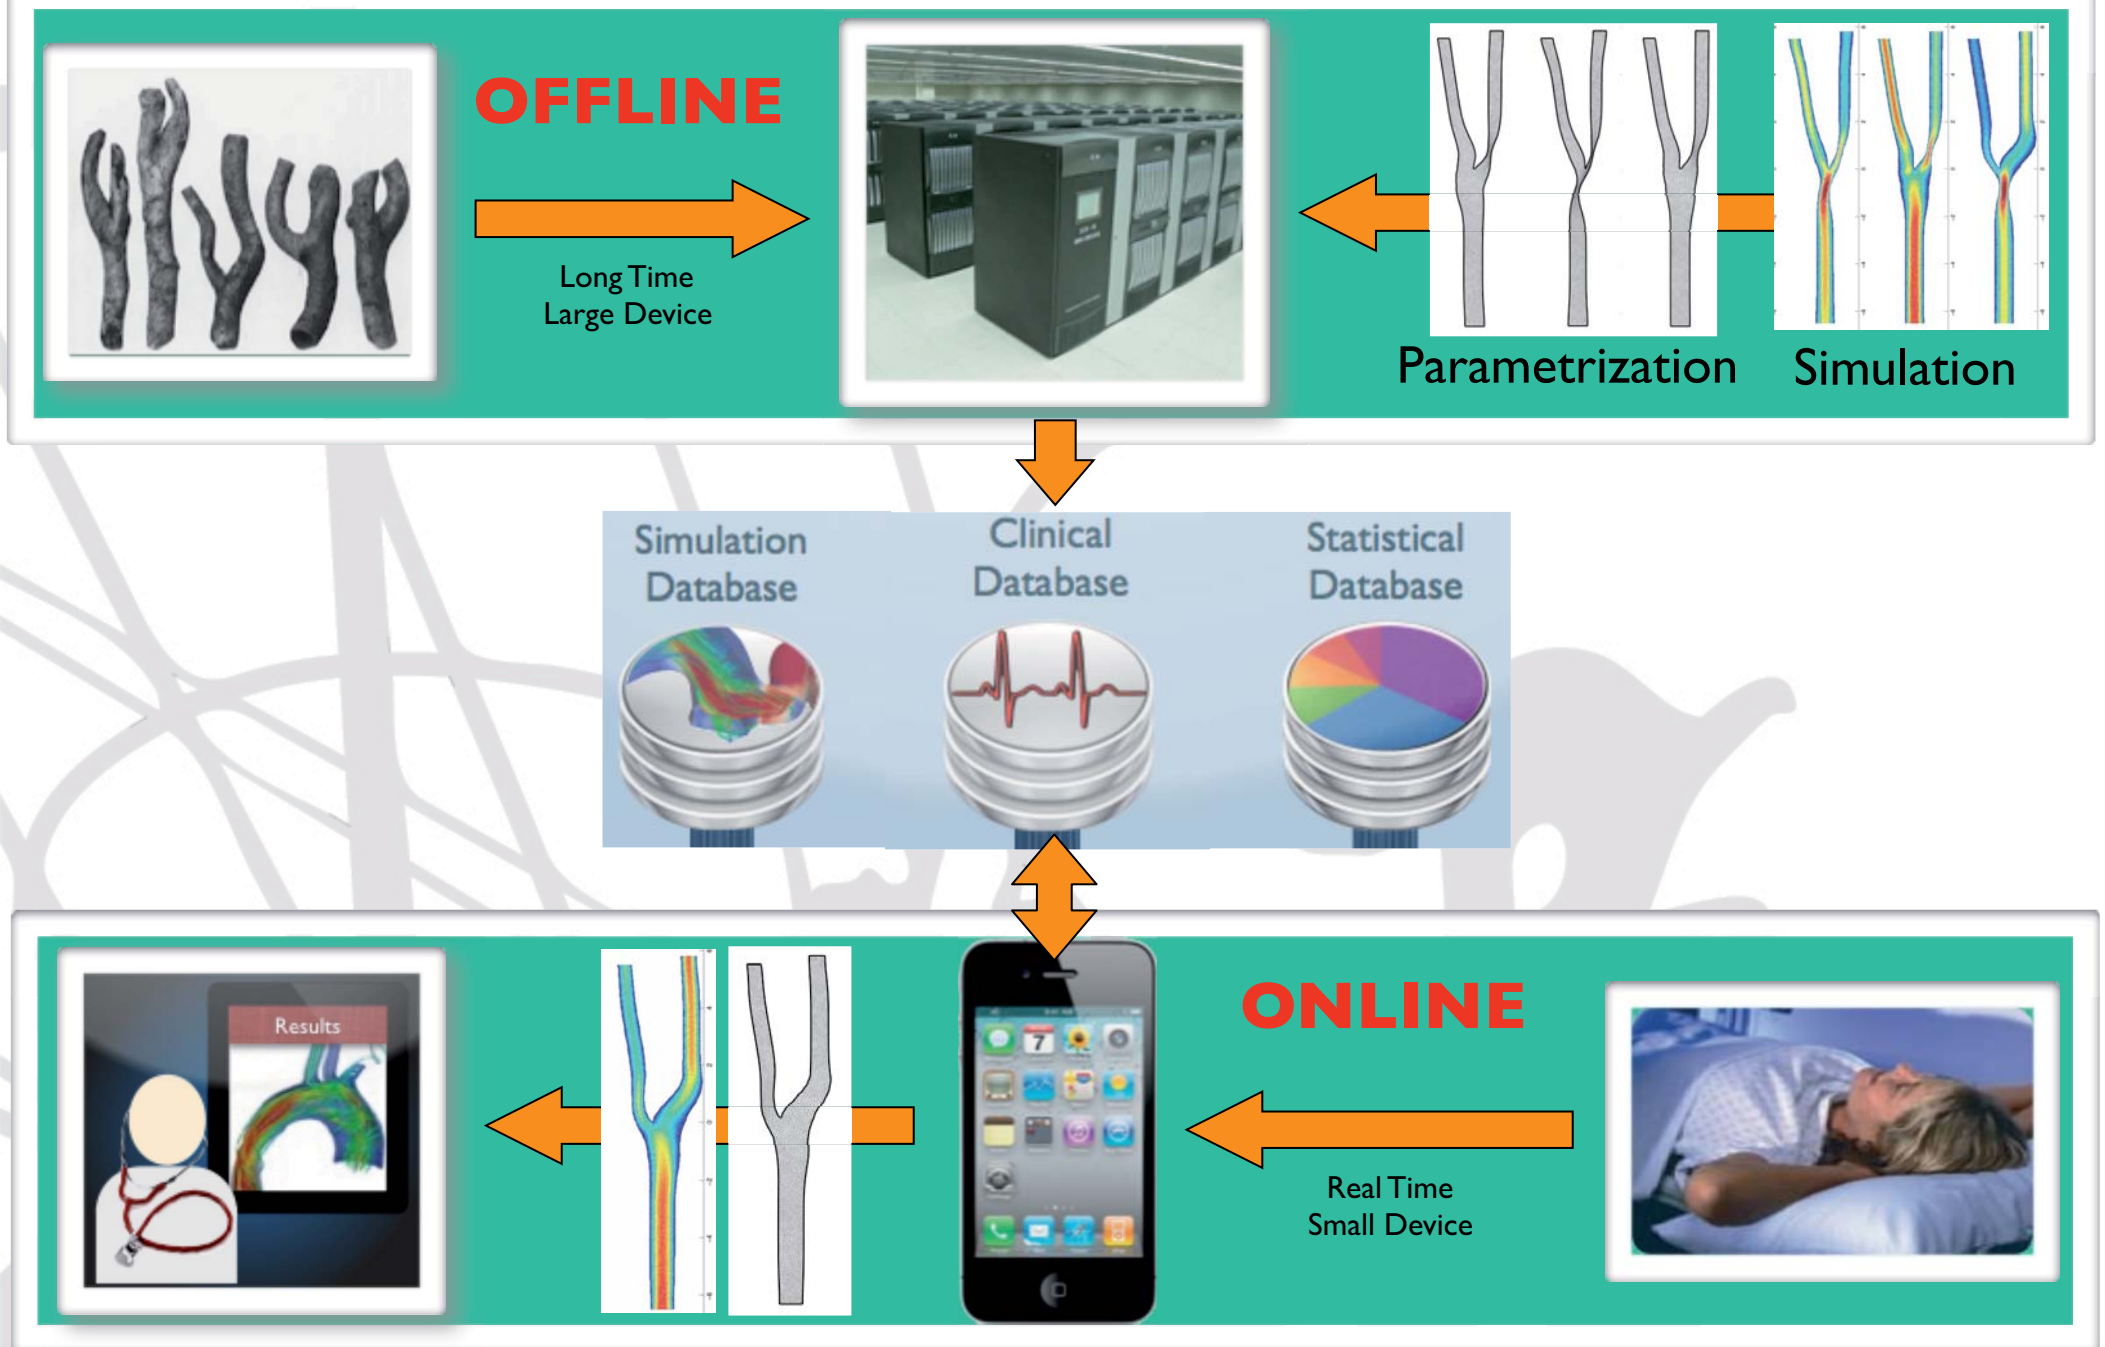 OFFLINE
Long Time
Large Device
Parametrization
Simulation
Simulation
Database
Clinical
Database
Statistical
Database
Results
7
ONLINE
Real Time
Small Device